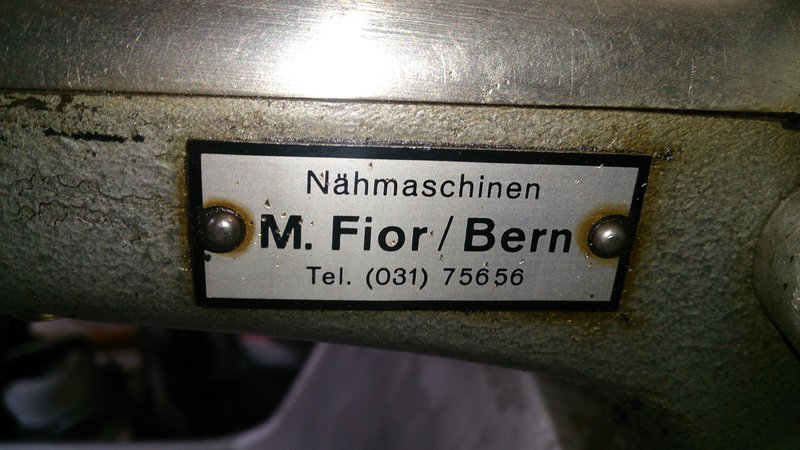 Nähmaschinen
M. Fior/Bern
Tel. (031) 75656